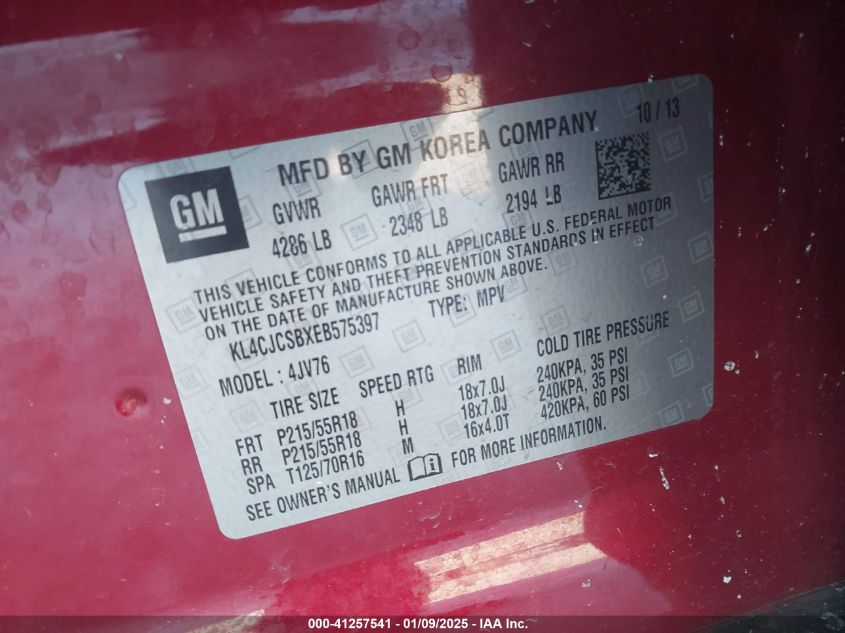 MFD BY GM KOREA COMPANY 10 / 13
GM
GVWR GAWR FRT GAWR RR
4286 LB 2348 LB 2194 LB
THIS VEHICLE CONFORMS TO ALL APPLICABLE U.S. FEDERAL MOTOR
VEHICLE SAFETY AND THEFT PREVENTION STANDARDS IN EFFECT
ON THE DATE OF MANUFACTURE SHOWN ABOVE.
KL4CJCSBXEB575397 TYPE: MPV
MODEL : 4JV76
TIRE SIZE SPEED RTG RIM COLD TIRE PRESSURE
FRT P215/55R18 H 18x7.0J 240KPA, 35 PSI
RR P215/55R18 H 18x7.0J 240KPA, 35 PSI
SPA T125/70R16 M 16x4.0T 420KPA, 60 PSI
SEE OWNER'S MANUAL FOR MORE INFORMATION.
000-41257541 - 01/09/2025 - IAA Inc.